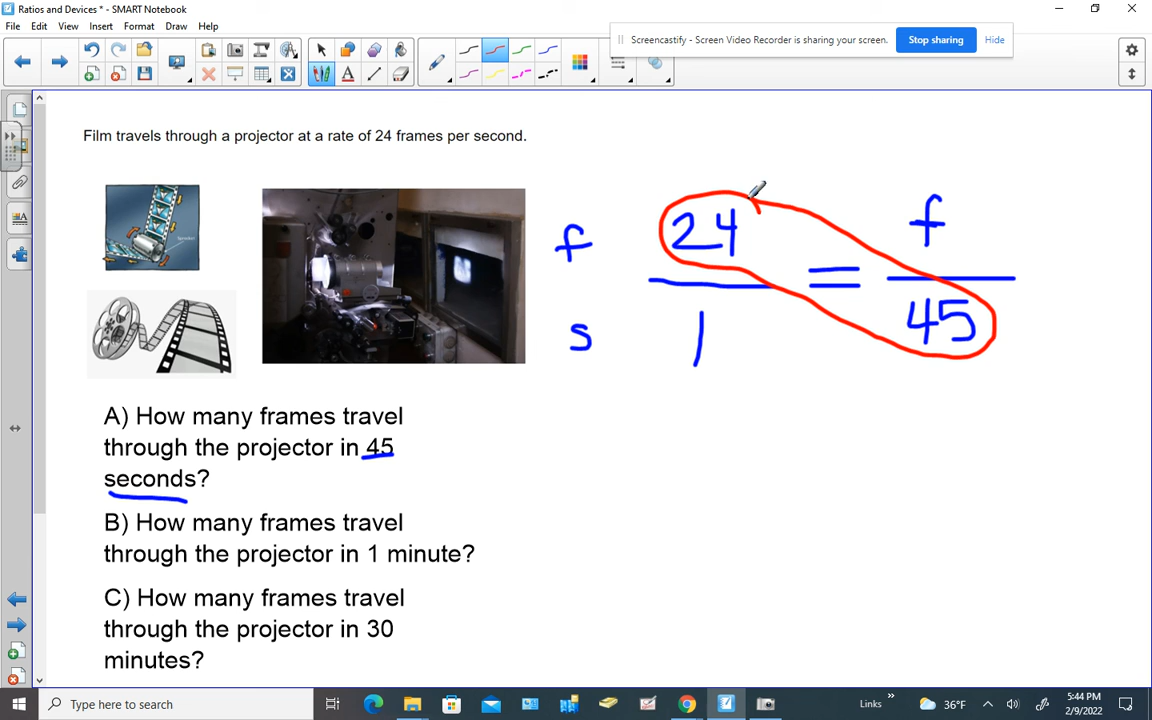 Ratios and Devices * - SMART Notebook
File Edit View Insert Format Draw Help
Screencastify - Screen Video Recorder is sharing your screen. Stop sharing Hide
Film travels through a projector at a rate of 24 frames per second.
f 24 = f
s 1 45
Sprocket
A) How many frames travel
through the projector in 45
seconds?
B) How many frames travel
through the projector in 1 minute?
C) How many frames travel
through the projector in 30
minutes?
Type here to search
Links
»
36°F
5:44 PM
2/9/2022